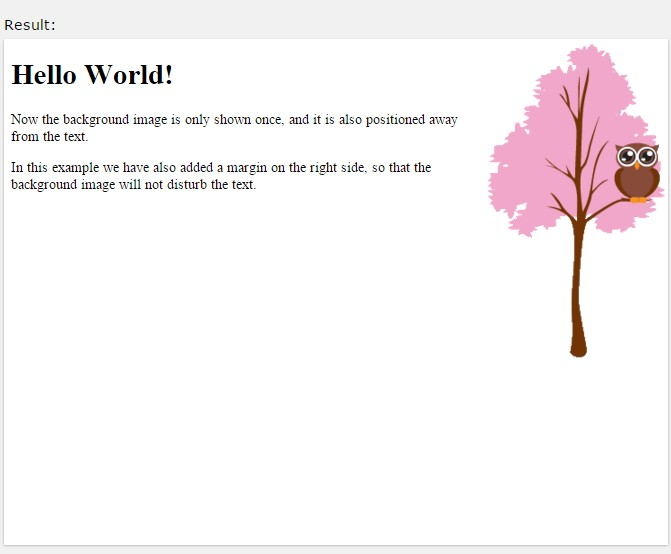 Result:
Hello World!
Now the background image is only shown once, and it is also positioned away
from the text.
In this example we have also added a margin on the right side, so that the
background image will not disturb the text.